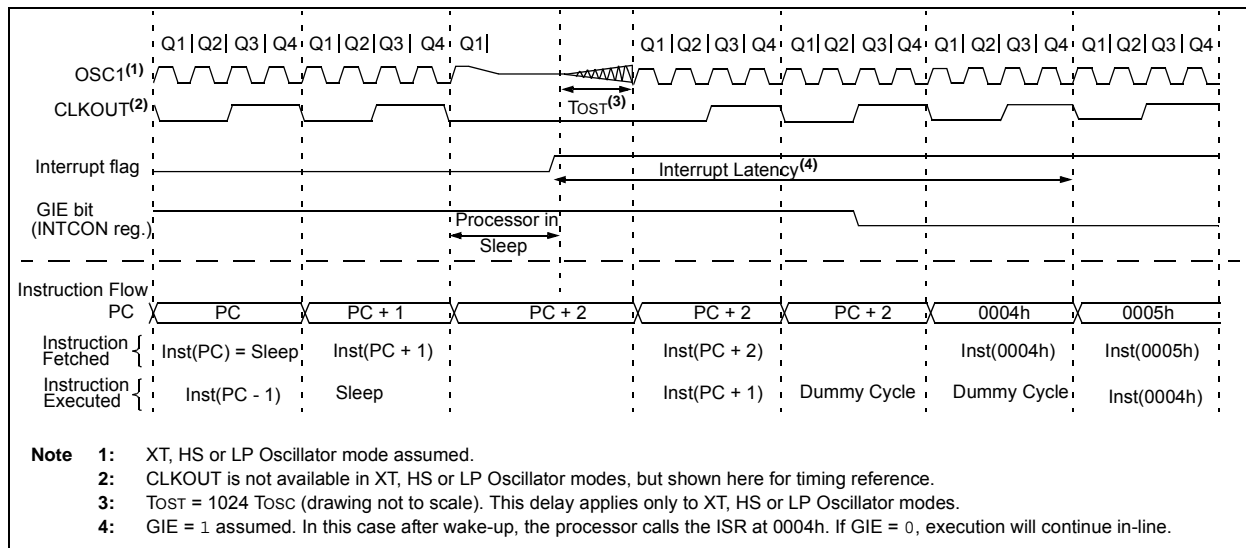 Q1 Q2 Q3 Q4 Q1 Q2 Q3 Q4 Q1 Q1 Q2 Q3 Q4 Q1 Q2 Q3 Q4 Q1 Q2 Q3 Q4 Q1 Q2 Q3 Q4
OSC1(1)
TOST(3)
CLKOUT(2)
Interrupt flag
Interrupt Latency(4)
GIE bit
(INTCON reg.)
Processor in
Sleep
Instruction Flow
PC PC PC + 1 PC + 2 PC + 2 PC + 2 0004h 0005h
Instruction
Fetched
Inst(PC) = Sleep Inst(PC + 1) Inst(PC + 2) Inst(0004h) Inst(0005h)
Instruction
Executed
Inst(PC - 1) Sleep Inst(PC + 1) Dummy Cycle Dummy Cycle Inst(0004h)
Note 1: XT, HS or LP Oscillator mode assumed.
2: CLKOUT is not available in XT, HS or LP Oscillator modes, but shown here for timing reference.
3: TOST = 1024 TOSC (drawing not to scale). This delay applies only to XT, HS or LP Oscillator modes.
4: GIE = 1 assumed. In this case after wake-up, the processor calls the ISR at 0004h. If GIE = 0, execution will continue in-line.